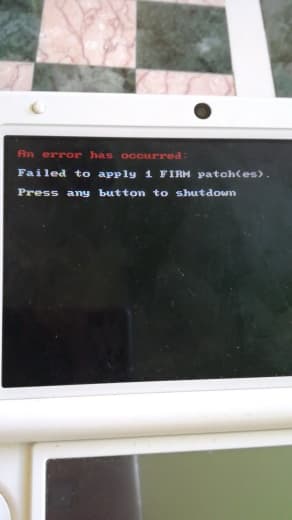 An error has occurred:
Failed to apply 1 FIRM patch(es).
Press any button to shutdown